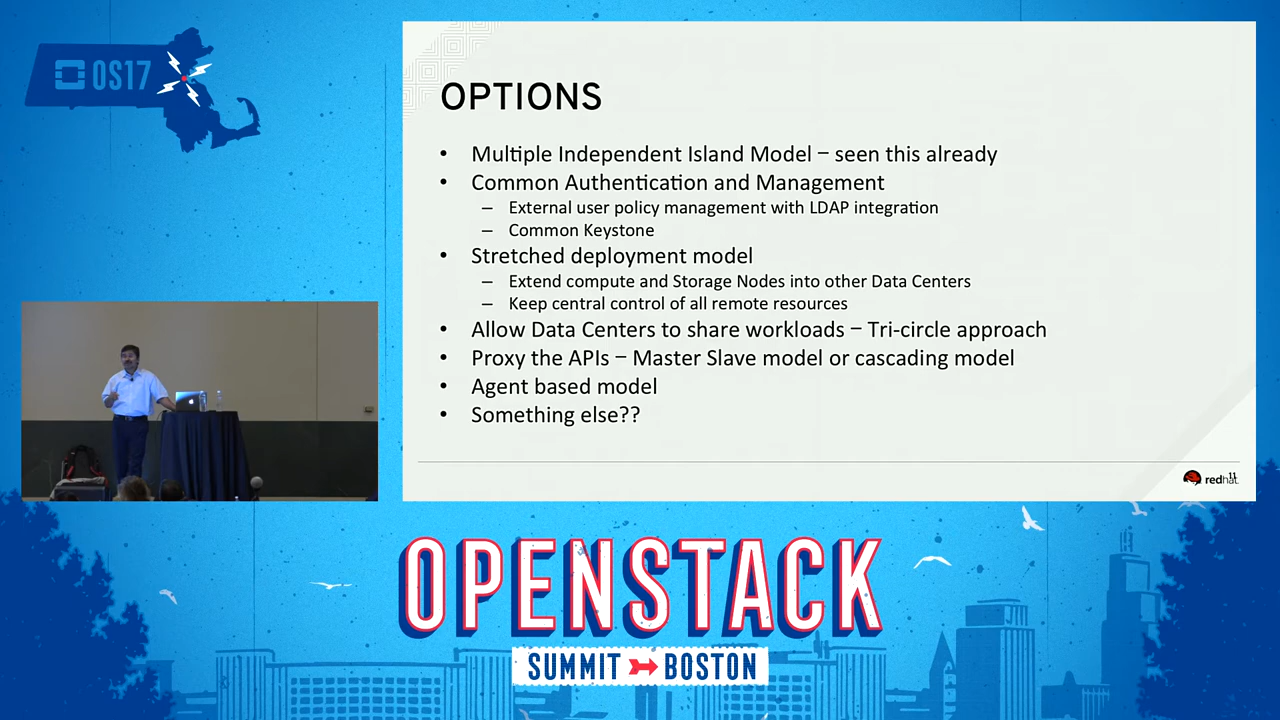 OS17
OPTIONS
• Multiple Independent Island Model – seen this already
• Common Authentication and Management
– External user policy management with LDAP integration
– Common Keystone
• Stretched deployment model
– Extend compute and Storage Nodes into other Data Centers
– Keep central control of all remote resources
• Allow Data Centers to share workloads – Tri-circle approach
• Proxy the APIs – Master Slave model or cascading model
• Agent based model
• Something else??
11
redhat
OPENSTACK
SUMMIT BOSTON